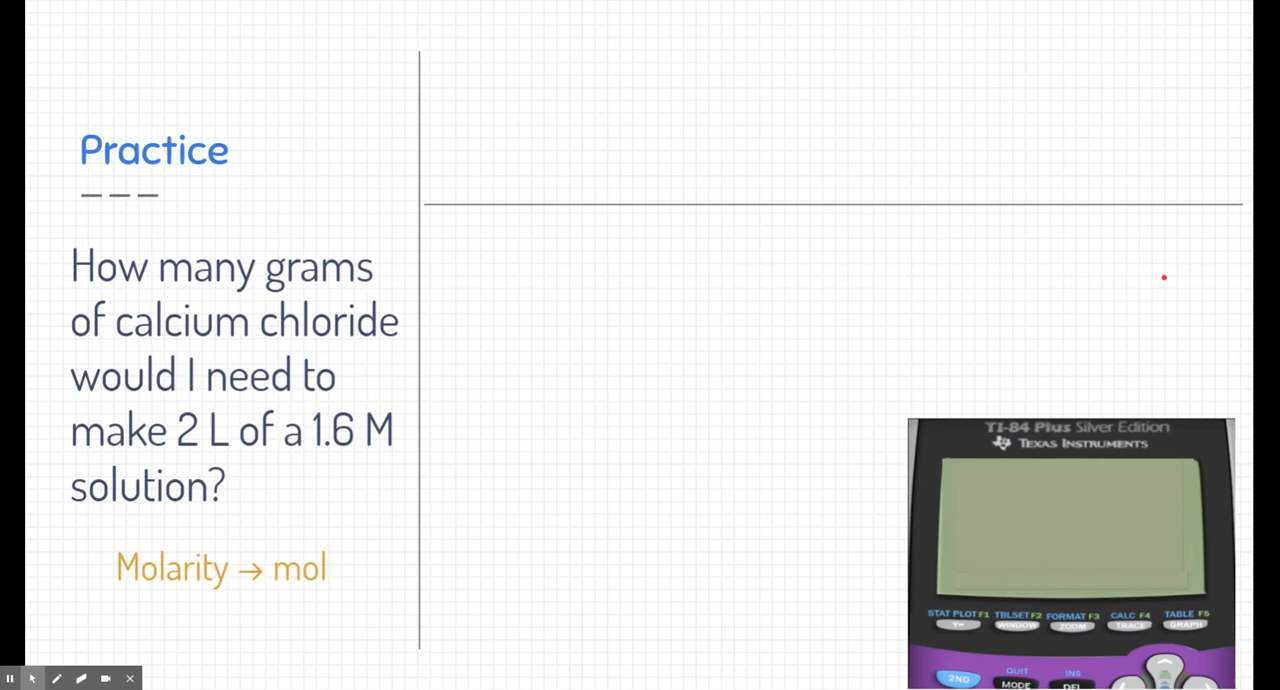 Practice
How many grams
of calcium chloride
would I need to
make 2 L of a 1.6 M
solution?
Molarity → mol
TI-84 Plus Silver Edition
TEXAS INSTRUMENTS
STAT PLOT F1 TBLSET F2 FORMAT F3 CALC F4 TABLE F5
Y= WINDOW ZOOM TRACE GRAPH
QUIT INS
2ND MODE DEL